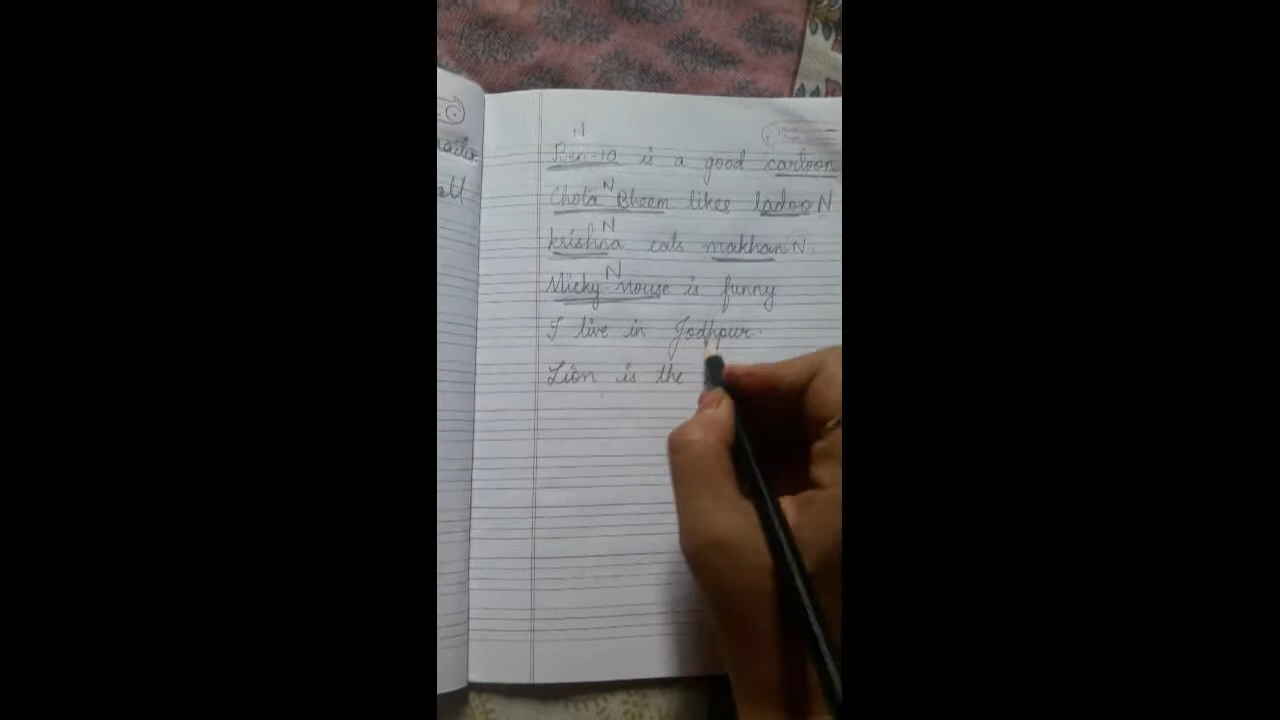 N
Ben-10 is a good cartoon
N
Chota Bheem likes ladoo N
N
krishna eats makhan N
N
Micky Mouse is funny
I live in Jodhpur.
Lion is the
all